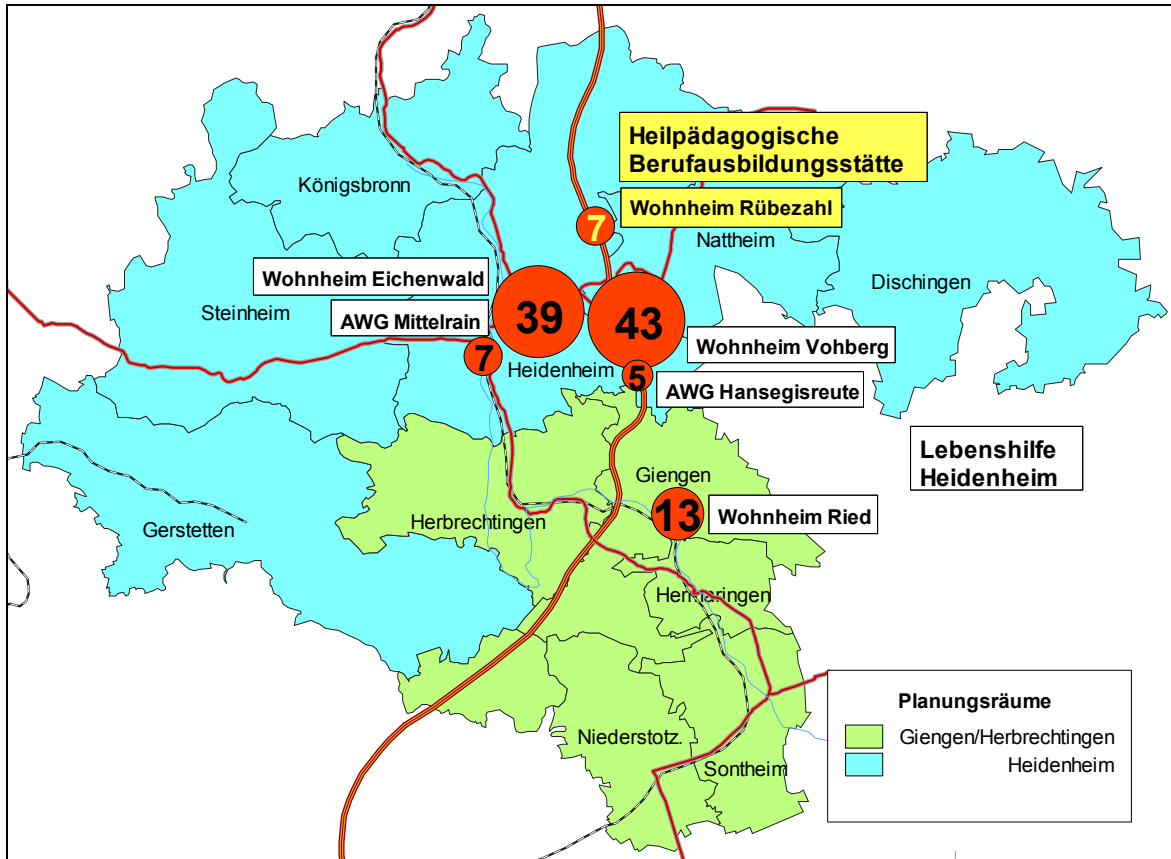 Heilpädagogische
Berufausbildungsstätte
Königsbronn
Wohnheim Rübezahl
7
Nattheim
Wohnheim Eichenwald
Dischingen
Steinheim
AWG Mittelrain
39
43
Wohnheim Vohberg
7
Heidenheim
5
AWG Hansegisreute
Lebenshilfe
Heidenheim
Giengen
Herbrechtingen
13
Wohnheim Ried
Gerstetten
Hermaringen
Planungsräume
Giengen/Herbrechtingen
Heidenheim
Niederstotz.
Sontheim